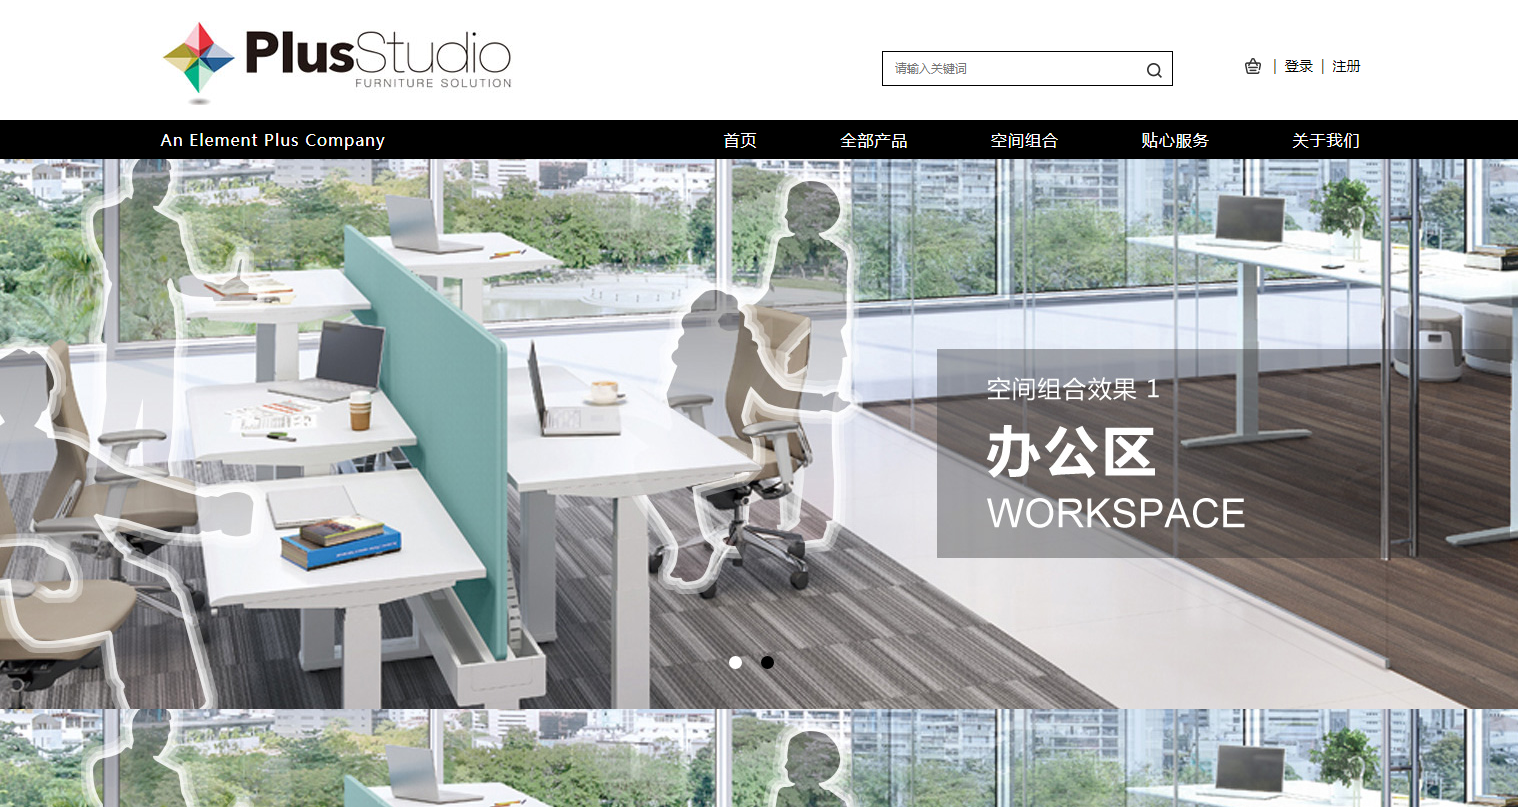 PlusStudio
FURNITURE SOLUTION
请输入关键词
| 登录 | 注册
An Element Plus Company
首页 全部产品 空间组合 贴心服务 关于我们
空间组合效果 1
办公区
WORKSPACE